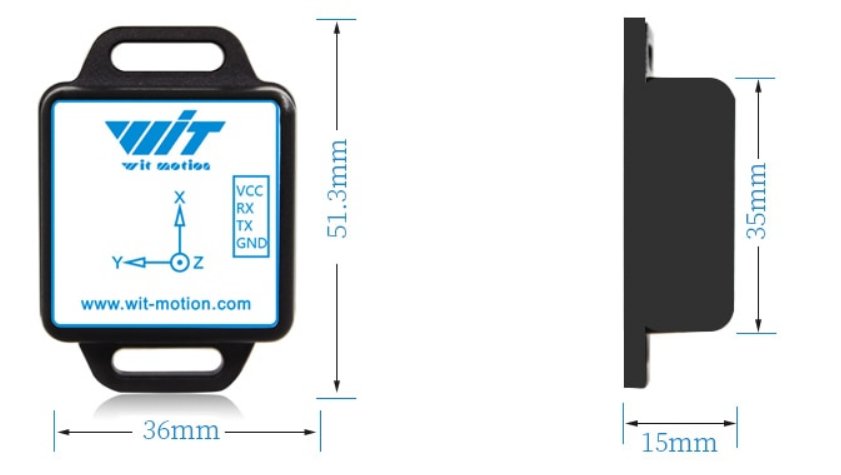 WIT
wit motion
VCC
RX
TX
GND
X
Y
Z
www.wit-motion.com
51.3mm
36mm
35mm
15mm